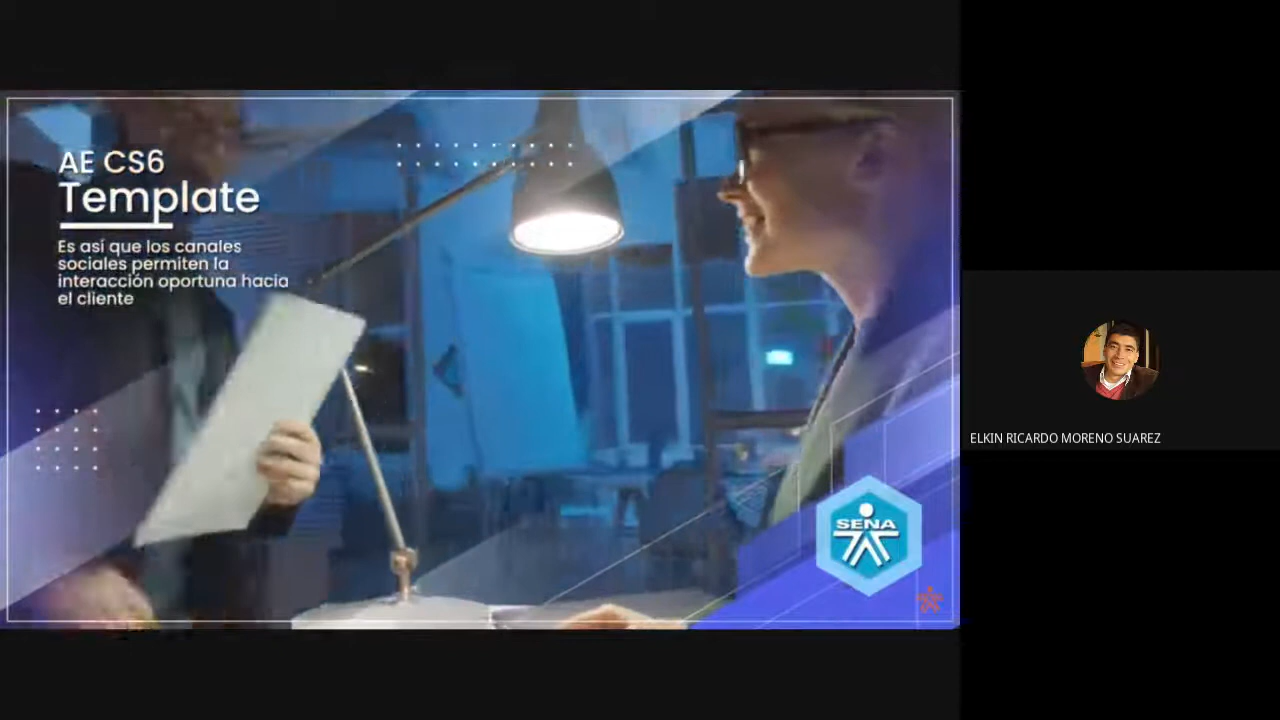 AE CS6
Template
Es así que los canales
sociales permiten la
interacción oportuna hacia
el cliente
SENA
ELKIN RICARDO MORENO SUAREZ